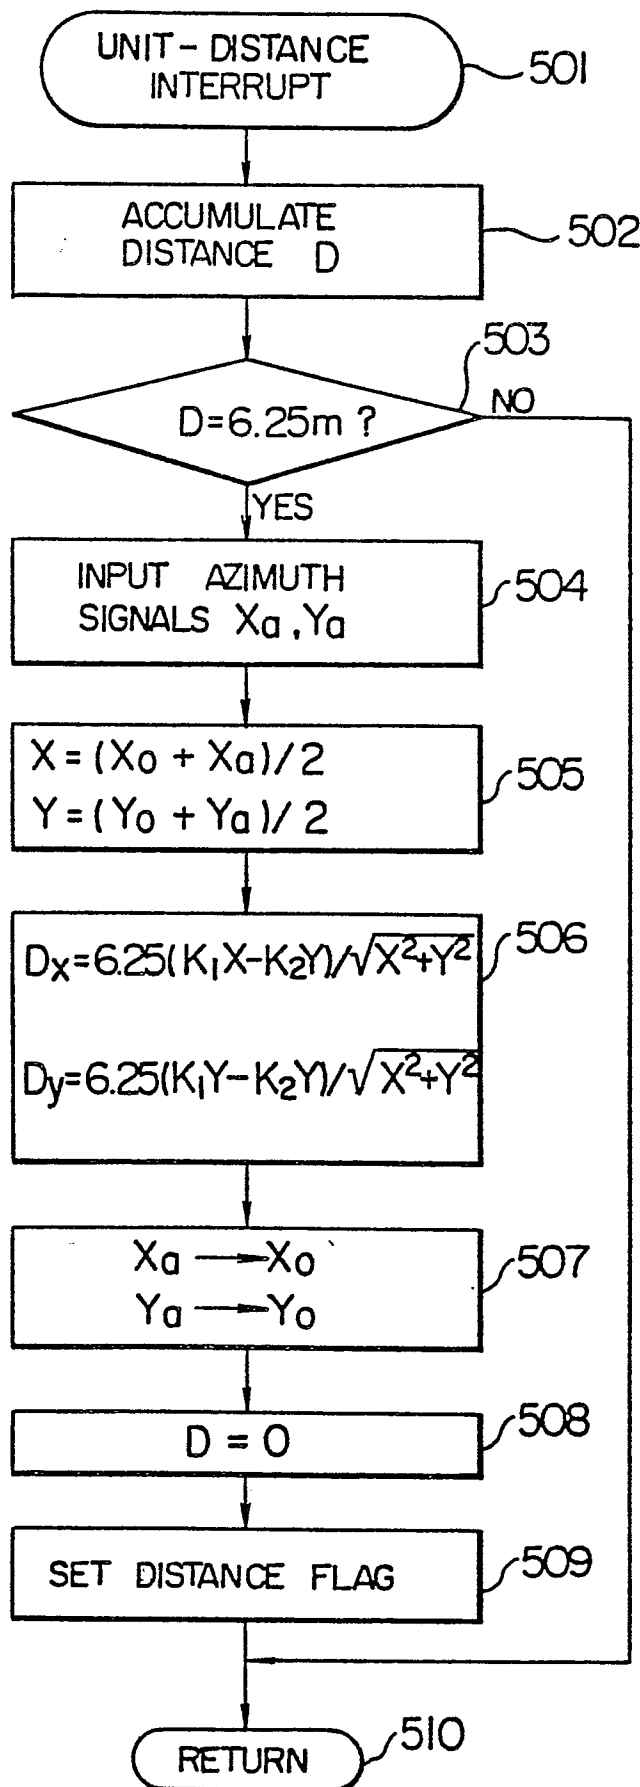 UNIT-DISTANCE
INTERRUPT
501
ACCUMULATE
DISTANCE D
502
503
D=6.25m ?
NO
YES
INPUT AZIMUTH
SIGNALS Xa, Ya
504
X=(Xo + Xa)/2
Y=(Yo + Ya)/2
505
Dx=6.25(K₁X-K₂Y)/√X²+Y²
Dy=6.25(K₁Y-K₂Y)/√X²+Y²
506
Xa → Xo
Ya → Yo
507
D = 0
508
SET DISTANCE FLAG
509
RETURN
510